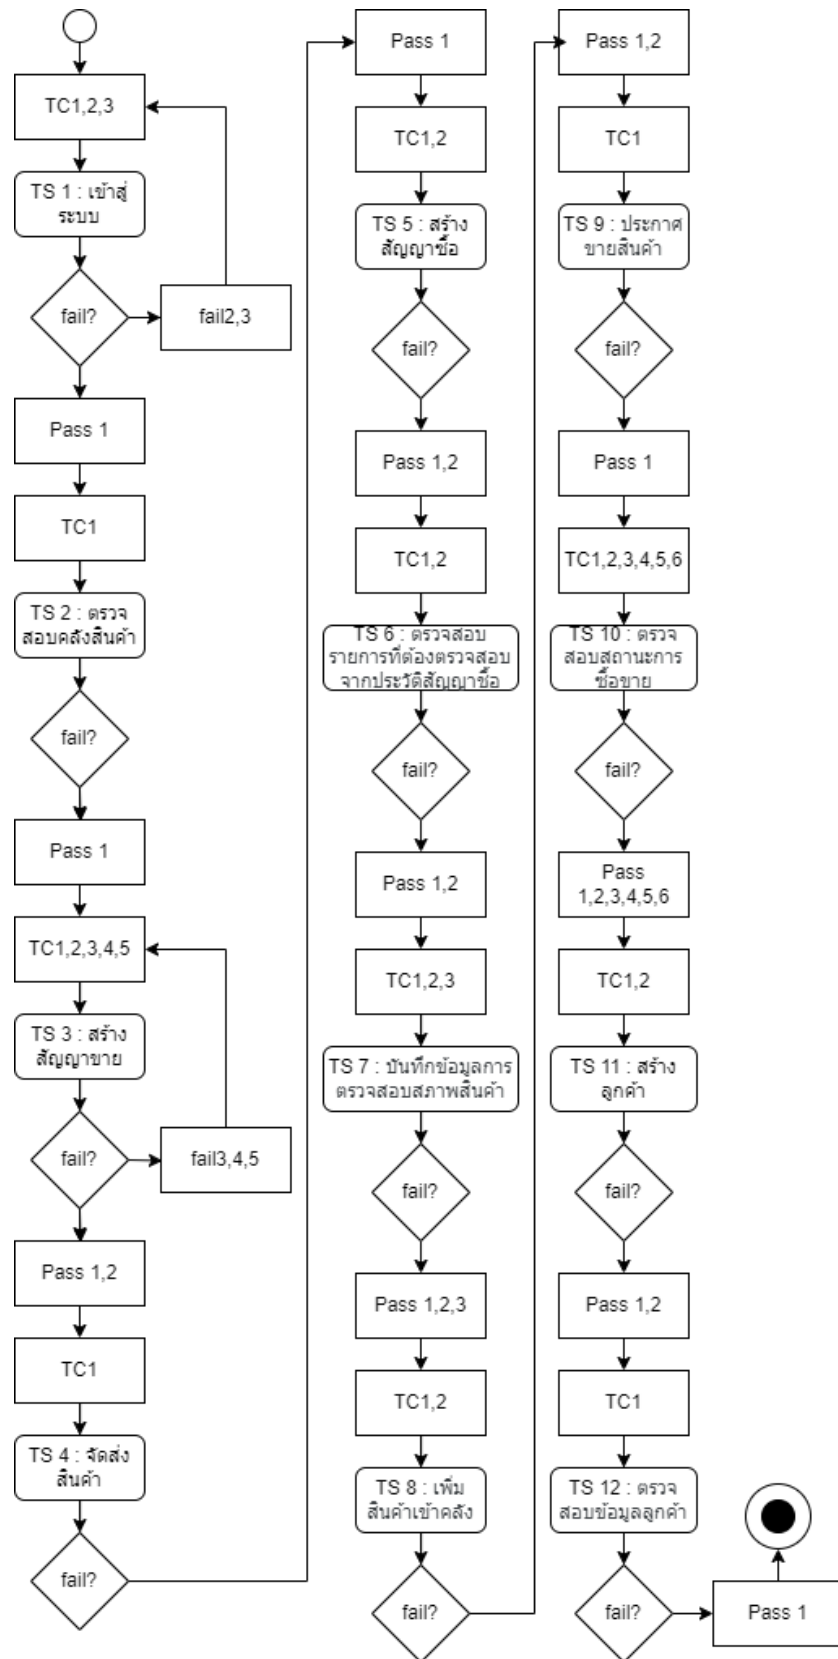 TC1,2,3
TS 1 : เข้าสู่
ระบบ
fail?
fail2,3
Pass 1
TC1
TS 2 : ตรวจ
สอบคลังสินค้า
fail?
Pass 1
TC1,2,3,4,5
TS 3 : สร้าง
สัญญาขาย
fail?
fail3,4,5
Pass 1,2
TC1
TS 4 : จัดส่ง
สินค้า
fail?
Pass 1
TC1,2
TS 5 : สร้าง
สัญญาซื้อ
fail?
Pass 1,2
TC1,2
TS 6 : ตรวจสอบ
รายการที่ต้องตรวจสอบ
จากประวัติสัญญาซื้อ
fail?
Pass 1,2
TC1,2,3
TS 7 : บันทึกข้อมูลการ
ตรวจสอบสภาพสินค้า
fail?
Pass 1,2,3
TC1,2
TS 8 : เพิ่ม
สินค้าเข้าคลัง
fail?
Pass 1,2
TC1
TS 9 : ประกาศ
ขายสินค้า
fail?
Pass 1
TC1,2,3,4,5,6
TS 10 : ตรวจ
สอบสถานะการ
ซื้อขาย
fail?
Pass
1,2,3,4,5,6
TC1,2
TS 11 : สร้าง
ลูกค้า
fail?
Pass 1,2
TC1
TS 12 : ตรวจ
สอบข้อมูลลูกค้า
fail?
Pass 1